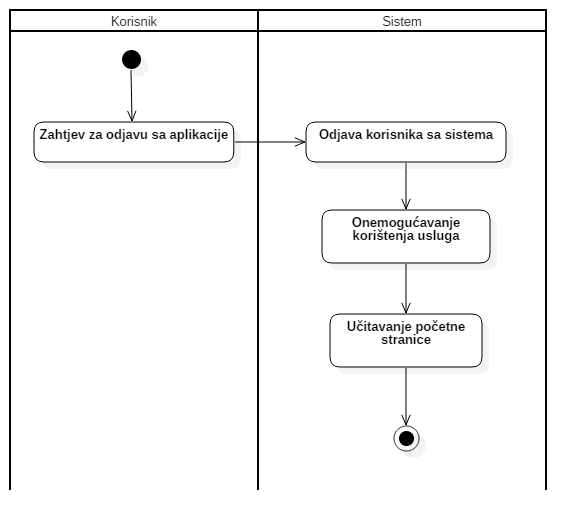 Korisnik
Sistem
Zahtjev za odjavu sa aplikacije
Odjava korisnika sa sistema
Onemogućavanje
korištenja usluga
Učitavanje početne
stranice